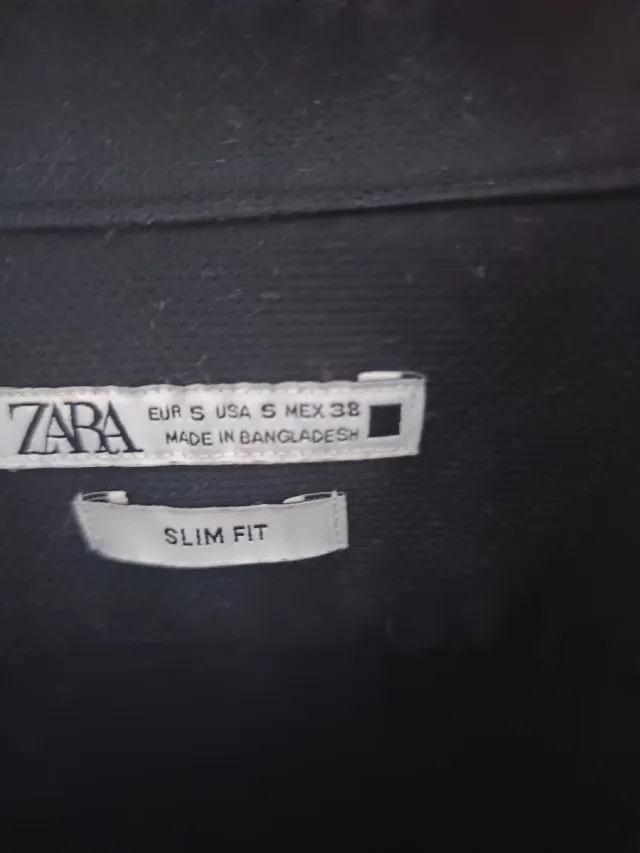 ZARA
EUR S USA S MEX 38
MADE IN BANGLADESH
SLIM FIT